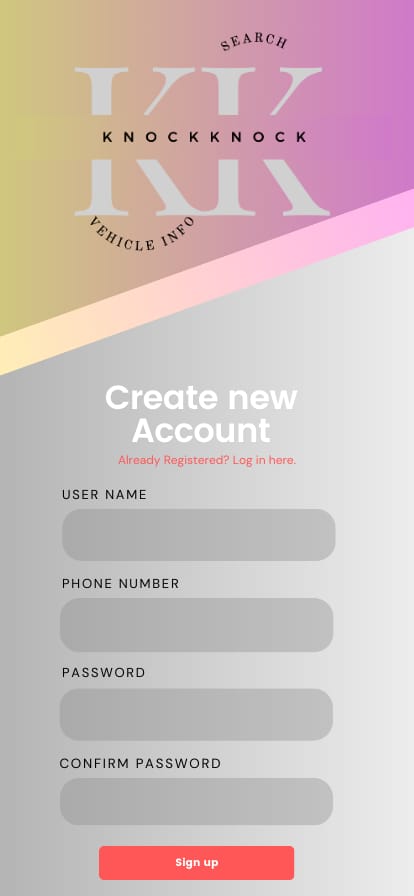 SEARCH
KK
KNOCKKNOCK
VEHICLE INFO
Create new
Account
Already Registered? Log in here.
USER NAME
PHONE NUMBER
PASSWORD
CONFIRM PASSWORD
Sign up